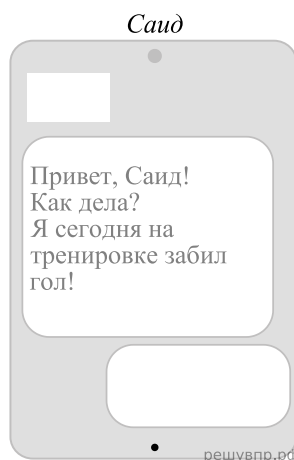 Саид
Привет, Саид!
Как дела?
Я сегодня на
тренировке забил
гол!
решувпр.рф